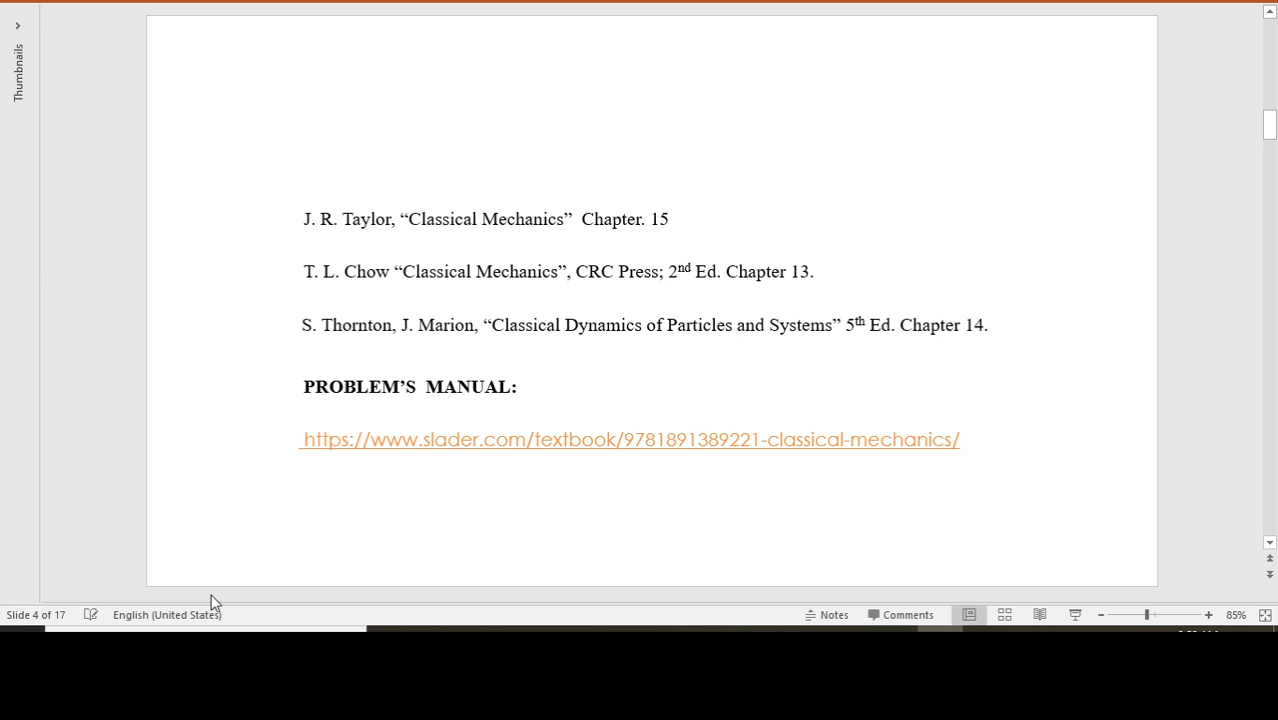 Thumbnails
J. R. Taylor, “Classical Mechanics”  Chapter. 15
T. L. Chow “Classical Mechanics”, CRC Press; 2nd Ed. Chapter 13.
S. Thornton, J. Marion, “Classical Dynamics of Particles and Systems” 5th Ed. Chapter 14.
PROBLEM’S  MANUAL:
https://www.slader.com/textbook/9781891389221-classical-mechanics/
Slide 4 of 17 English (United States) Notes Comments 85%